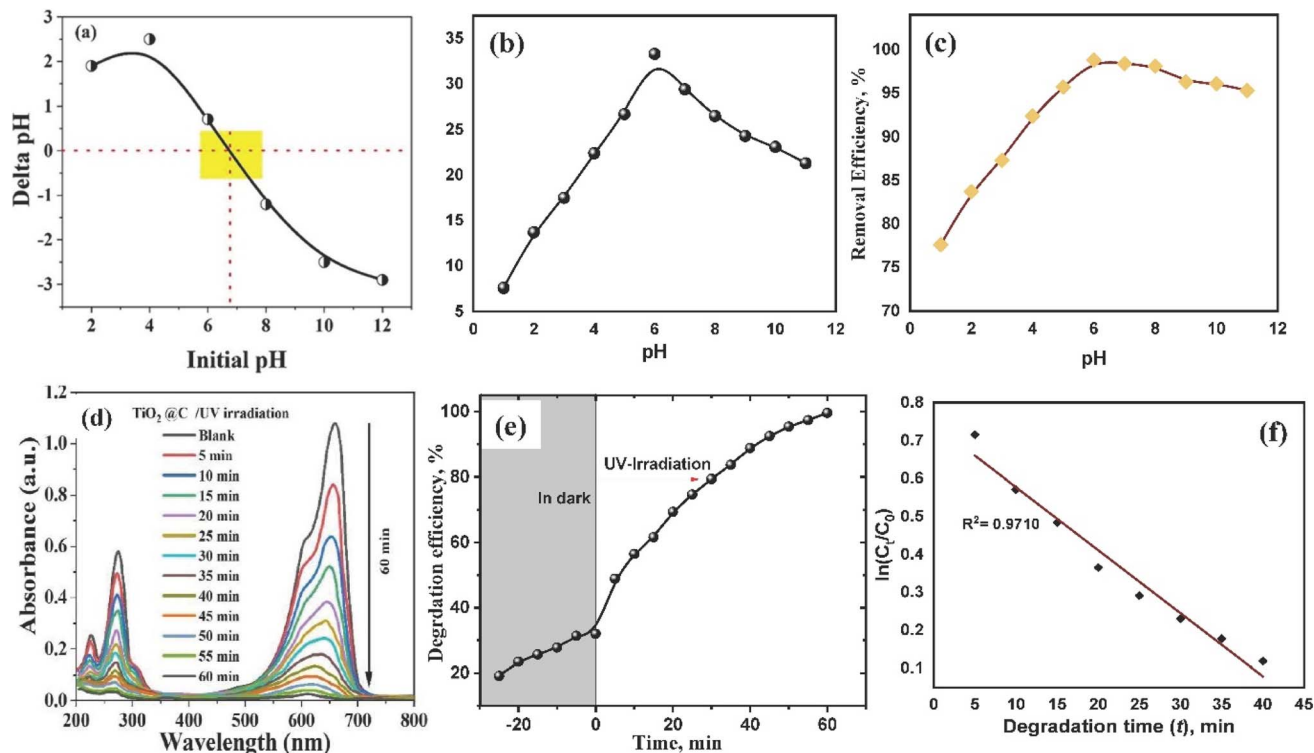 (a)
Delta pH
3
2
1
0
-1
-2
-3
2 4 6 8 10 12
Initial pH
(b)
35
30
25
20
15
10
5
0 2 4 6 8 10 12
pH
(c)
Removal Efficiency, %
100
95
90
85
80
75
70
0 2 4 6 8 10 12
pH
(d)
TiO2 @C /UV irradiation
Blank
5 min
10 min
15 min
20 min
25 min
30 min
35 min
40 min
45 min
50 min
55 min
60 min
60 min
Absorbance (a.u.)
1.2
1.0
0.8
0.6
0.4
0.2
0.0
200 300 400 500 600 700 800
Wavelength (nm)
(e)
UV-Irradiation
In dark
Degrdation efficiency, %
100
80
60
40
20
-20 0 20 40 60
Time, min
(f)
R2= 0.9710
ln(Ct/C0)
0.8
0.7
0.6
0.5
0.4
0.3
0.2
0.1
0 5 10 15 20 25 30 35 40
Degradation time (t), min